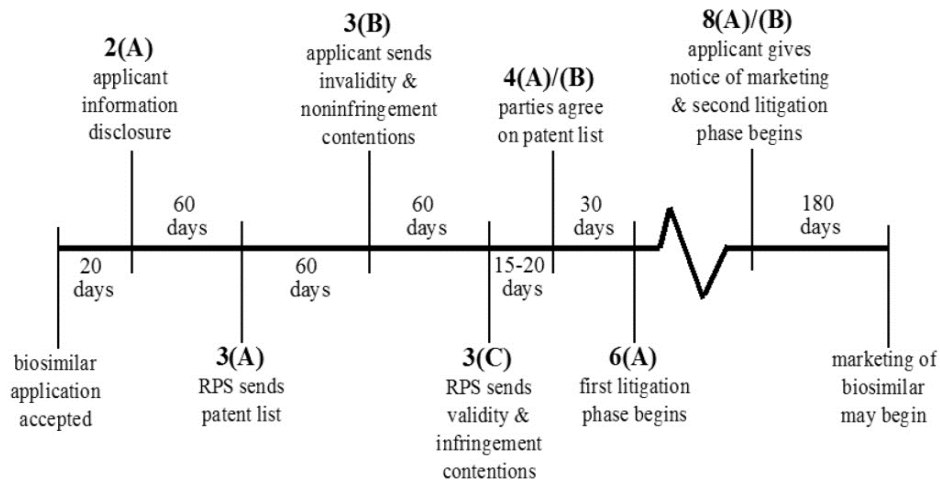 2(A)
applicant
information
disclosure
3(B)
applicant sends
invalidity &
noninfringement
contentions
4(A)/(B)
parties agree
on patent list
8(A)/(B)
applicant gives
notice of marketing
& second litigation
phase begins
60
days
60
days
30
days
180
days
20
days
60
days
15-20
days
biosimilar
application
accepted
3(A)
RPS sends
patent list
3(C)
RPS sends
validity &
infringement
contentions
6(A)
first litigation
phase begins
marketing of
biosimilar
may begin